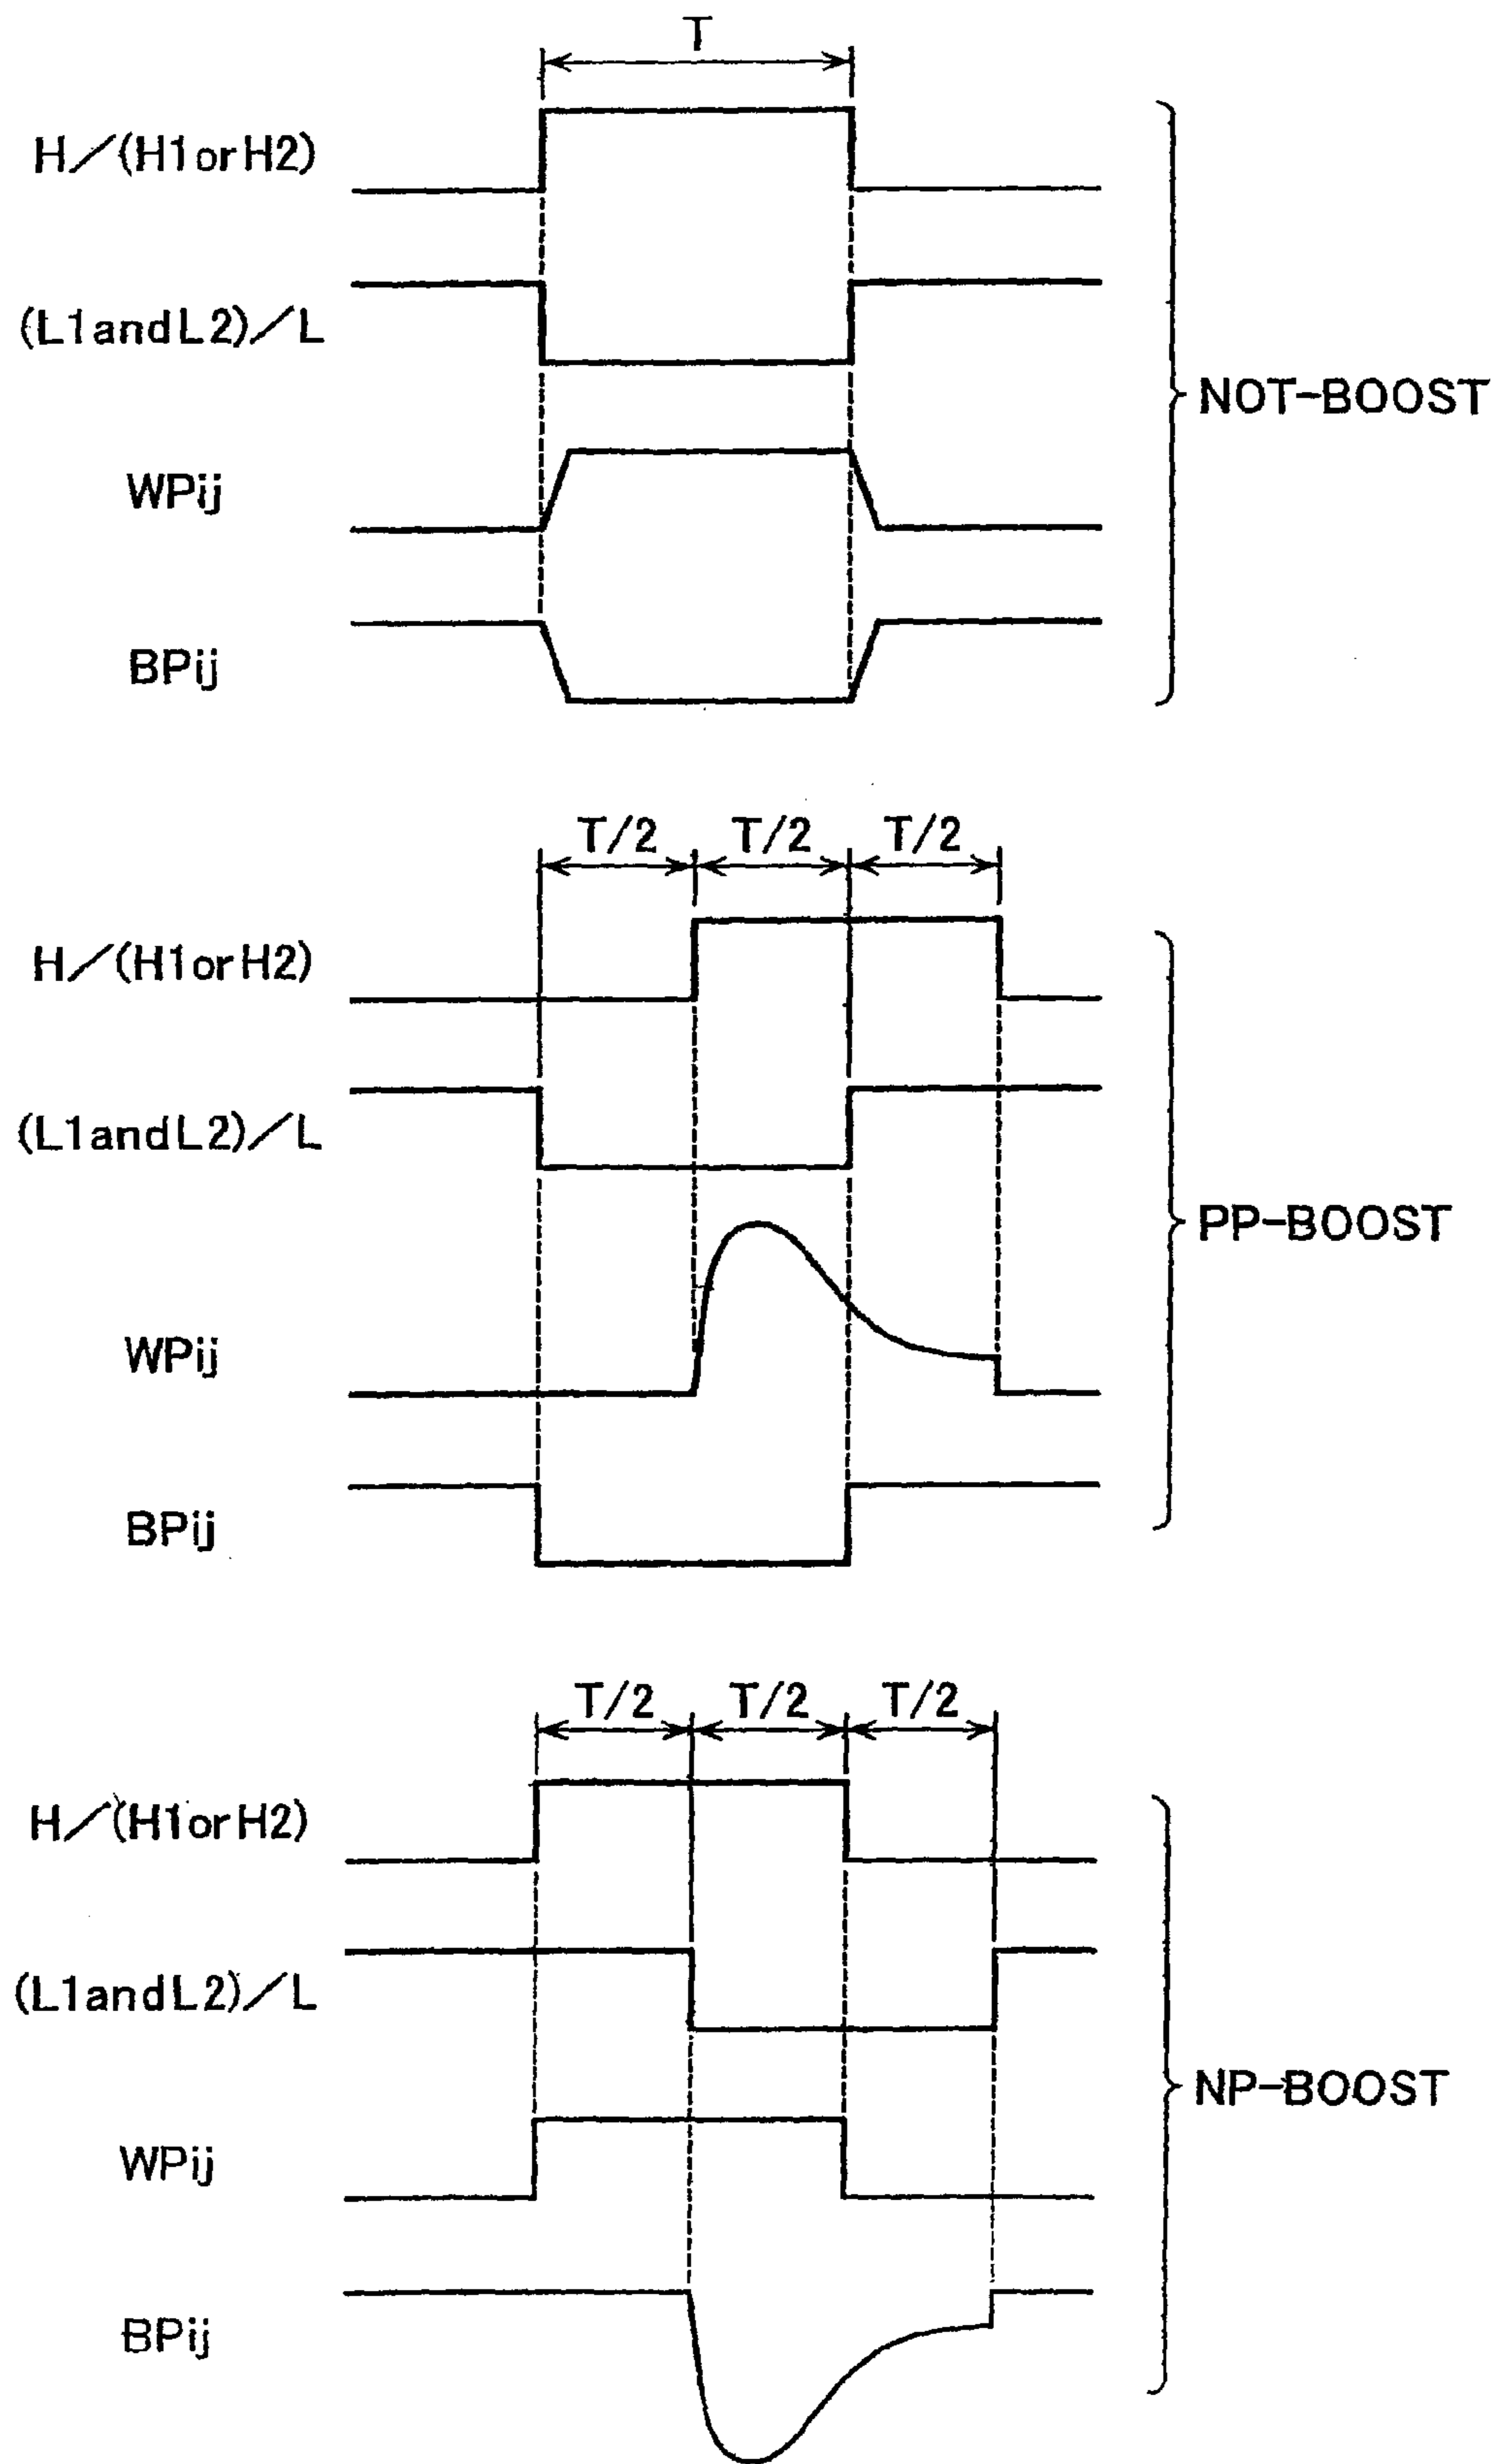 T
H／(H1orH2)
(L1andL2)／L
NOT-BOOST
WPij
BPij
T/2 T/2 T/2
H／(H1orH2)
(L1andL2)／L
PP-BOOST
WPij
BPij
T/2 T/2 T/2
H／(H1orH2)
(L1andL2)／L
NP-BOOST
WPij
BPij